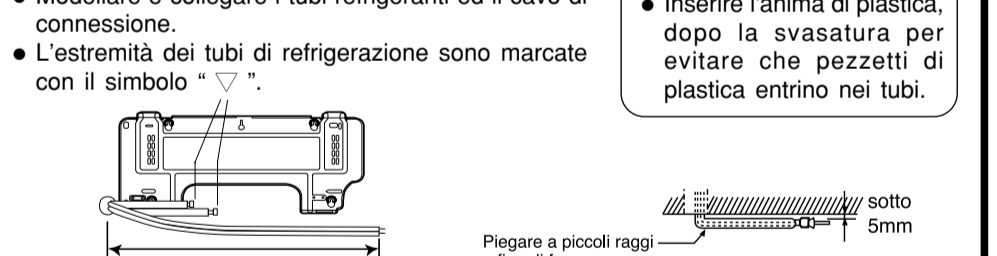 ● Modellare e collegare i tubi refrigeranti ed il cavo di
connessione.
● L'estremità dei tubi di refrigerazione sono marcate
con il simbolo “ ▽ ”.
● Inserire l'anima di plastica,
dopo la svasatura per
evitare che pezzetti di
plastica entrino nei tubi.
sotto
5mm
Piegare a piccoli raggi